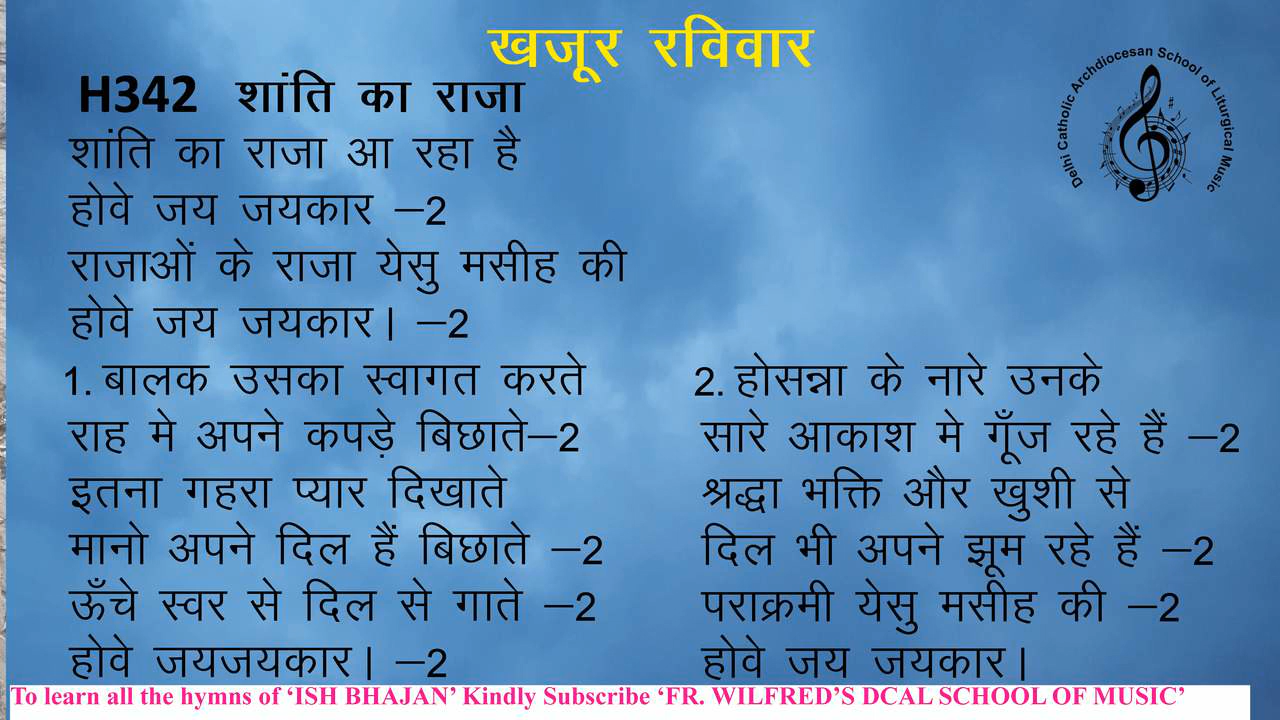 खजूर रविवार
Delhi Catholic Archdiocesan School of Liturgical Music
H342 शांति का राजा
शांति का राजा आ रहा है
होवे जय जयकार –2
राजाओं के राजा येसु मसीह की
होवे जय जयकार। –2
1. बालक उसका स्वागत करते
राह मे अपने कपड़े बिछाते–2
इतना गहरा प्यार दिखाते
मानो अपने दिल हैं बिछाते –2
ऊँचे स्वर से दिल से गाते –2
होवे जयजयकार। –2
2. होसन्ना के नारे उनके
सारे आकाश मे गूँज रहे हैं –2
श्रद्धा भक्ति और खुशी से
दिल भी अपने झूम रहे हैं –2
पराक्रमी येसु मसीह की –2
होवे जय जयकार।
To learn all the hymns of ‘ISH BHAJAN’ Kindly Subscribe ‘FR. WILFRED’S DCAL SCHOOL OF MUSIC’